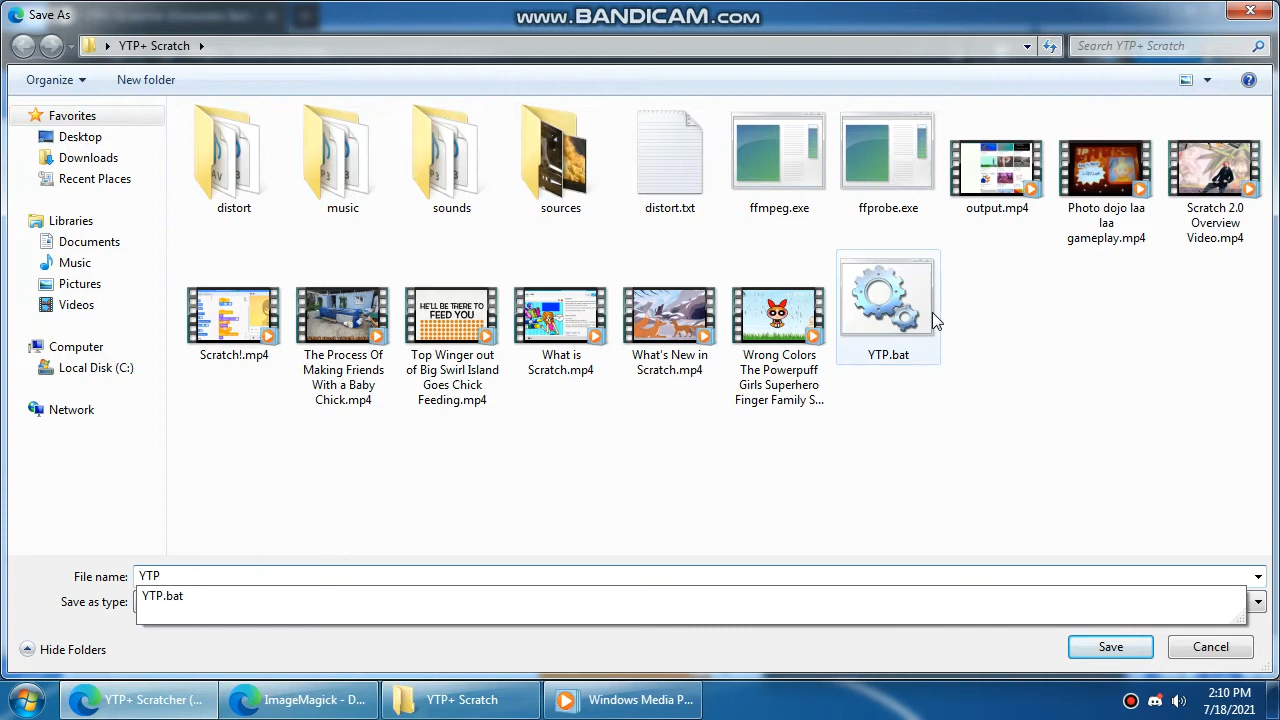 Save As
www.BANDICAM.com
YTP+ Scratch
Search YTP+ Scratch
Organize
New folder
Favorites
Desktop
Downloads
Recent Places
Libraries
Documents
Music
Pictures
Videos
Computer
Local Disk (C:)
Network
distort
music
sounds
sources
distort.txt
ffmpeg.exe
ffprobe.exe
output.mp4
Photo dojo laa
laa
gameplay.mp4
Scratch 2.0
Overview
Video.mp4
HE'LL BE THERE TO
FEED YOU
Scratch!.mp4
The Process Of
Making Friends
With a Baby
Chick.mp4
Top Winger out
of Big Swirl Island
Goes Chick
Feeding.mp4
What is
Scratch.mp4
What's New in
Scratch.mp4
Wrong Colors
The Powerpuff
Girls Superhero
Finger Family S...
YTP.bat
File name:
YTP
YTP.bat
Save as type:
Hide Folders
Save
Cancel
YTP+ Scratcher (...
ImageMagick - D...
YTP+ Scratch
Windows Media P...
2:10 PM
7/18/2021